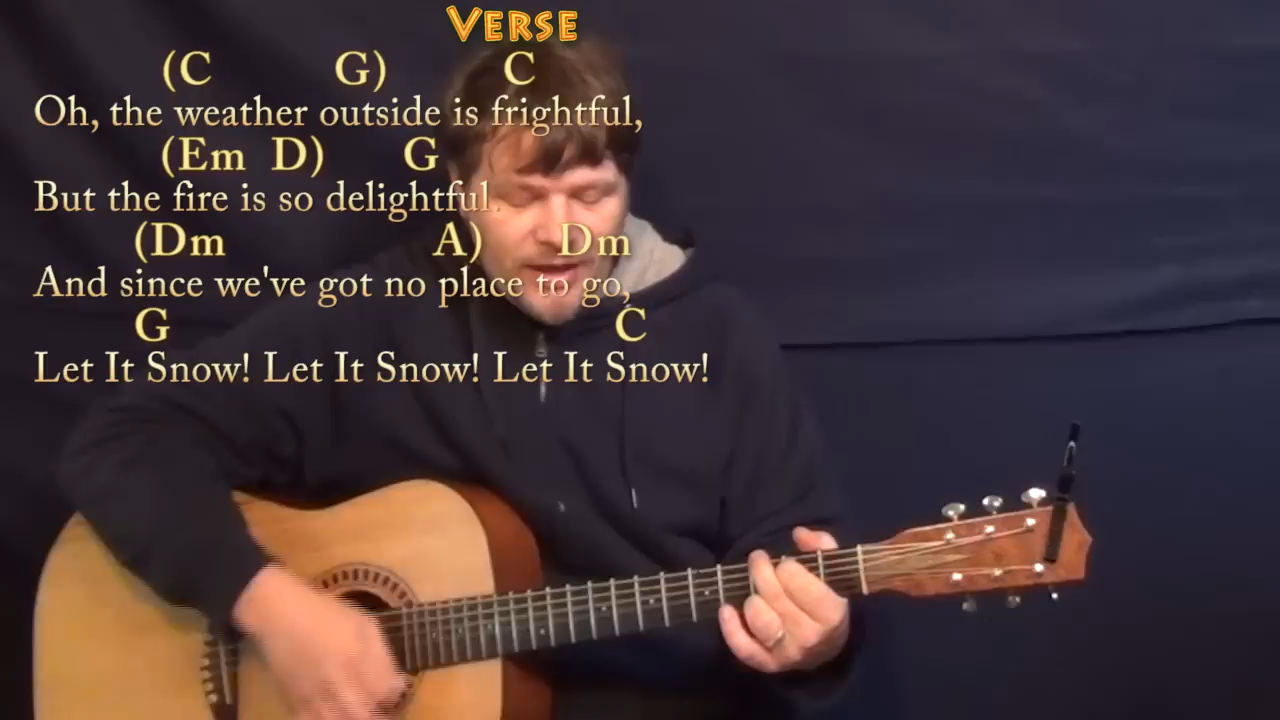 VERSE
(C G) C
Oh, the weather outside is frightful,
(Em D) G
But the fire is so delightful.
(Dm A) Dm
And since we've got no place to go,
G C
Let It Snow! Let It Snow! Let It Snow!